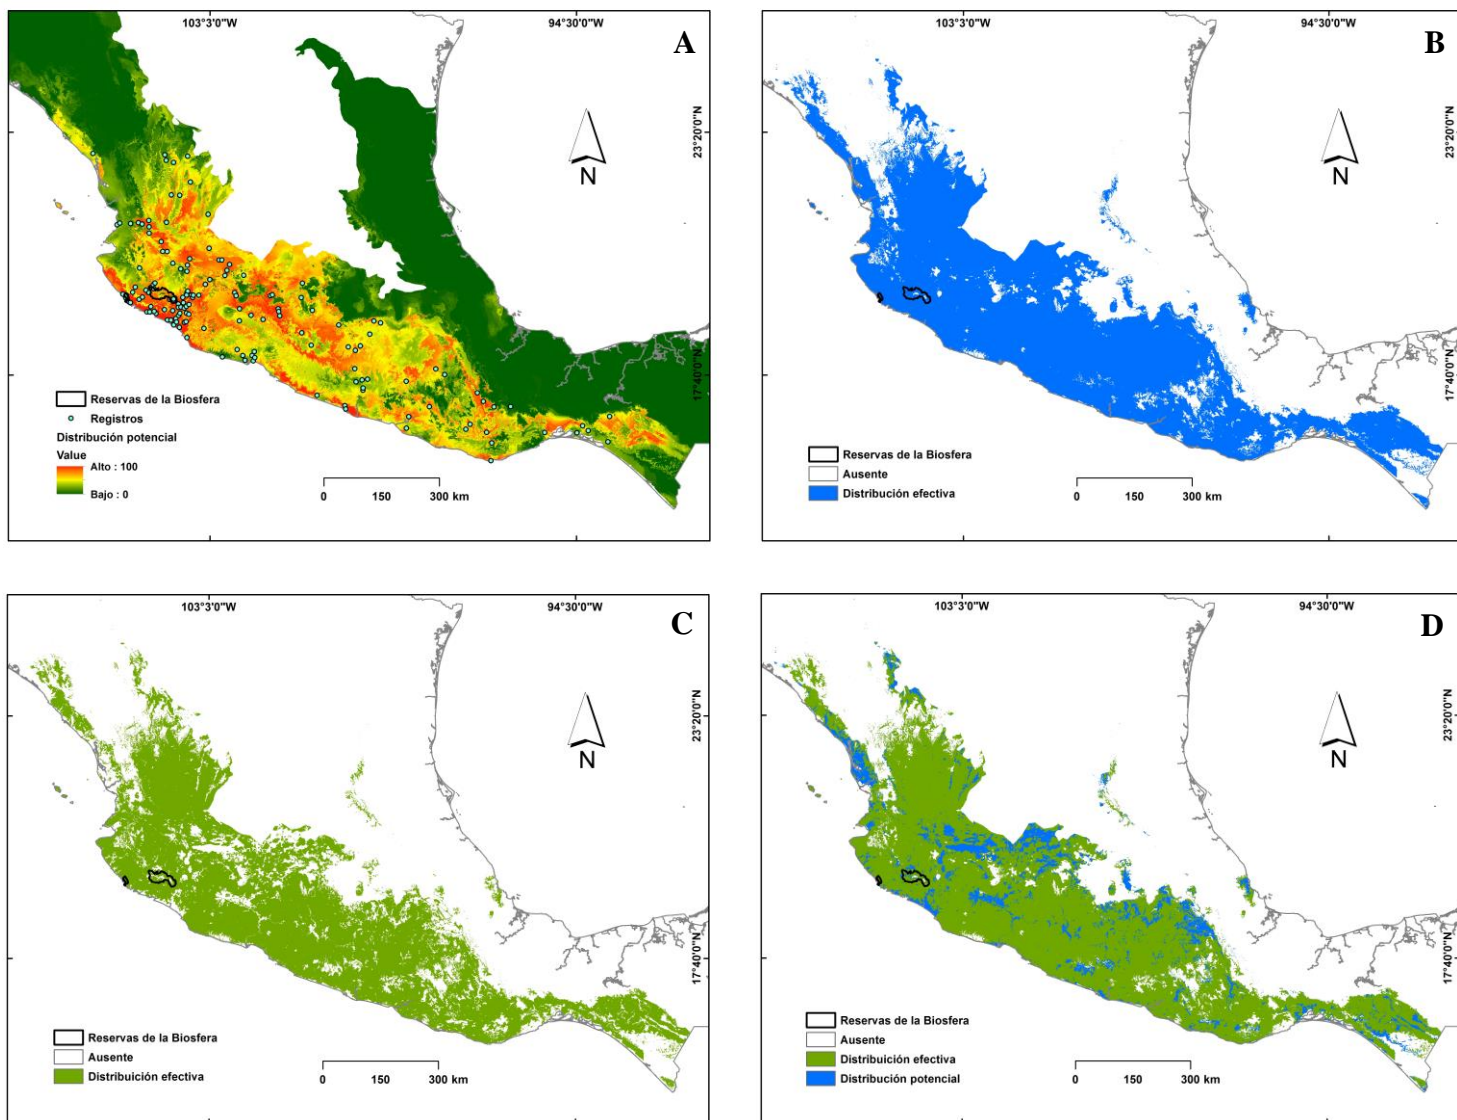 103°3'0"W
94°30'0"W
A
23°20'0"N
N
17°40'0"N
Reservas de la Biosfera
Registros
Distribución potencial
Value
Alto : 100
Bajo : 0
0 150 300 km
103°3'0"W
94°30'0"W
B
23°20'0"N
N
17°40'0"N
Reservas de la Biosfera
Ausente
Distribución efectiva
0 150 300 km
103°3'0"W
94°30'0"W
C
23°20'0"N
N
17°40'0"N
Reservas de la Biosfera
Ausente
Distribuición efectiva
0 150 300 km
103°3'0"W
94°30'0"W
D
23°20'0"N
N
17°40'0"N
Reservas de la Biosfera
Ausente
Distribuición efectiva
Distribución potencial
0 150 300 km